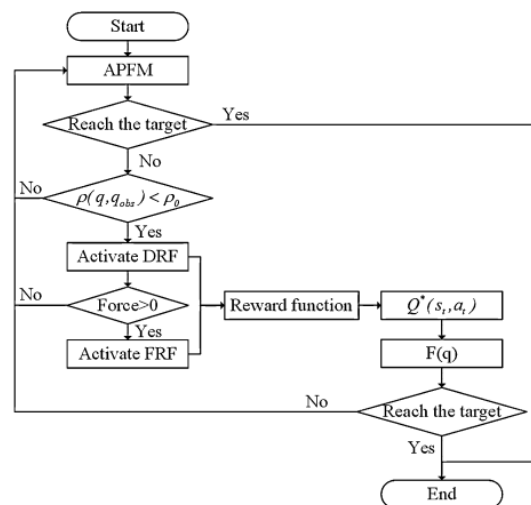 Start
APFM
Reach the target
Yes
No
ρ(q,q_obs)<ρ_0
No
Yes
Activate DRF
Force>0
No
Yes
Activate FRF
Reward function
Q*(s_t,a_t)
F(q)
Reach the target
No
Yes
End